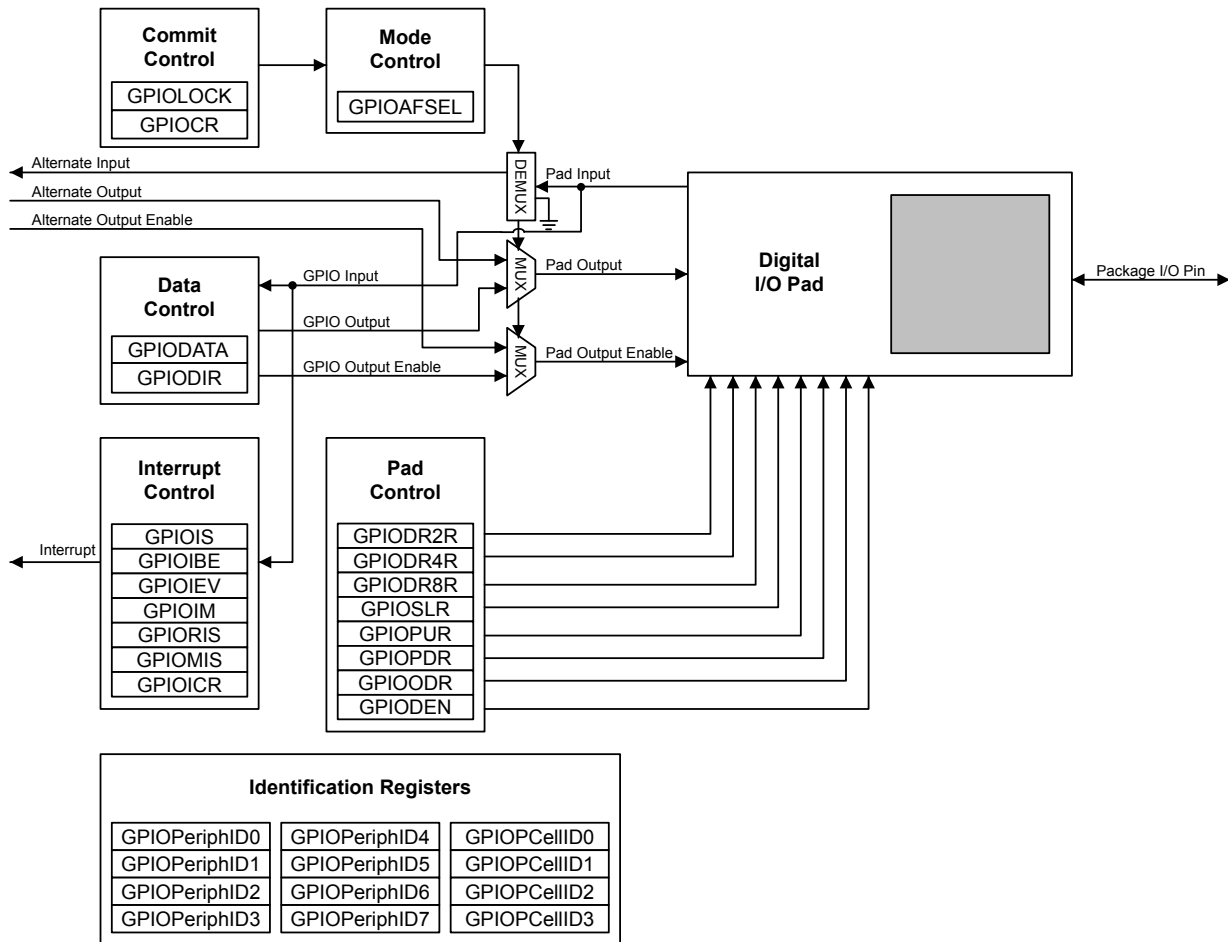 Commit
Control
GPIOLOCK
GPIOCR
Mode
Control
GPIOAFSEL
Alternate Input
Alternate Output
Alternate Output Enable
DEMUX
Pad Input
MUX
Pad Output
MUX
Pad Output Enable
Digital
I/O Pad
Package I/O Pin
Data
Control
GPIODATA
GPIODIR
GPIO Input
GPIO Output
GPIO Output Enable
Interrupt
Control
GPIOIS
GPIOIBE
GPIOIEV
GPIOIM
GPIORIS
GPIOMIS
GPIOICR
Interrupt
Pad
Control
GPIODR2R
GPIODR4R
GPIODR8R
GPIOSLR
GPIOPUR
GPIOPDR
GPIOODR
GPIODEN
Identification Registers
GPIOPeriphID0
GPIOPeriphID1
GPIOPeriphID2
GPIOPeriphID3
GPIOPeriphID4
GPIOPeriphID5
GPIOPeriphID6
GPIOPeriphID7
GPIOPCellID0
GPIOPCellID1
GPIOPCellID2
GPIOPCellID3